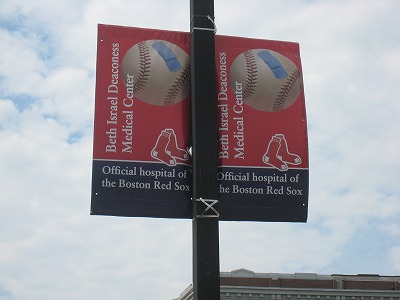 Beth Israel Deaconess
Medical Center
Official hospital of
the Boston Red Sox
Beth Israel Deaconess
Medical Center
Official hospital of
the Boston Red Sox